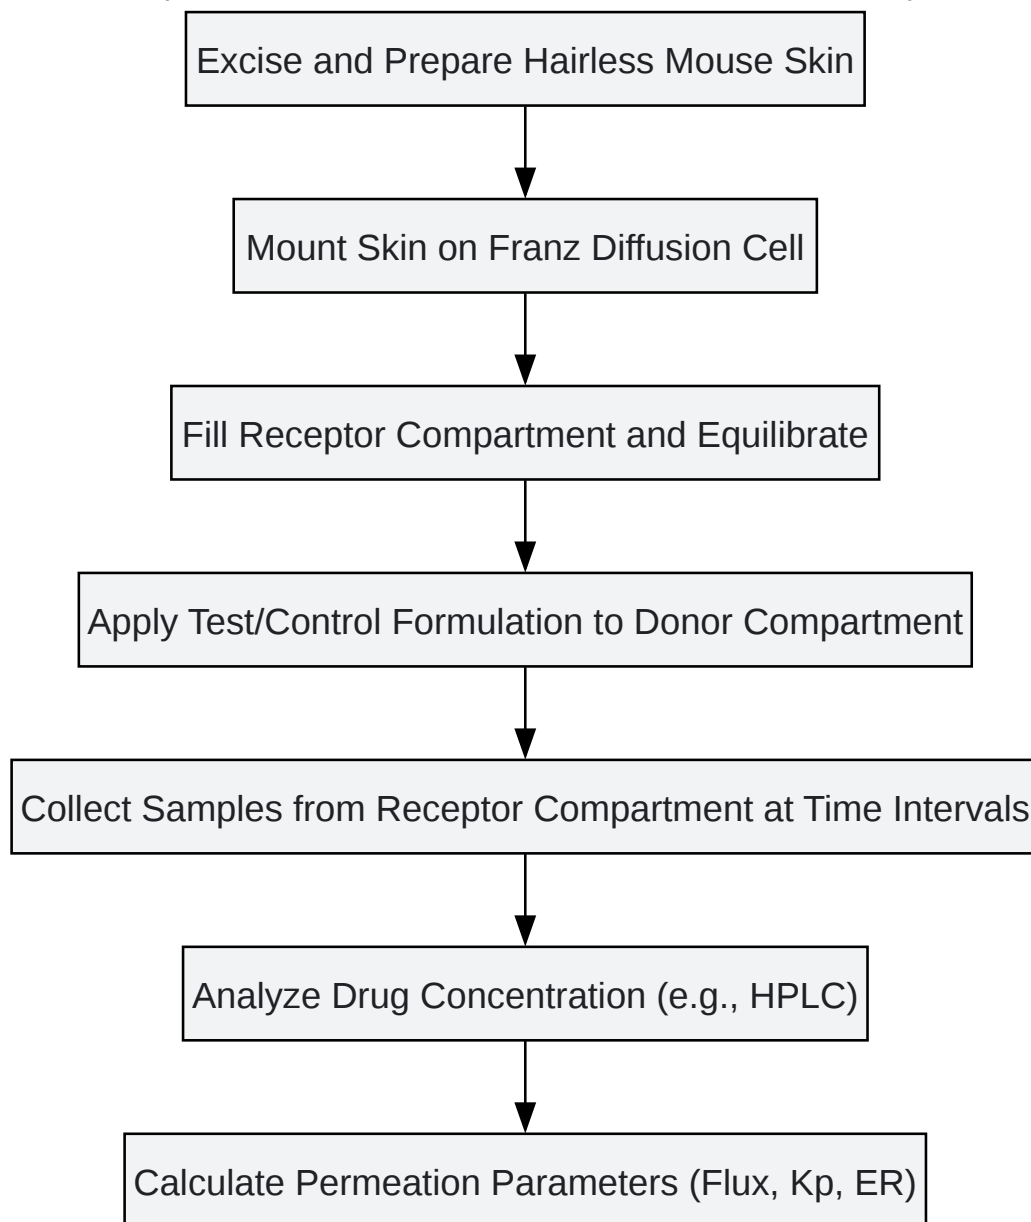 Excise and Prepare Hairless Mouse Skin
Mount Skin on Franz Diffusion Cell
Fill Receptor Compartment and Equilibrate
Apply Test/Control Formulation to Donor Compartment
Collect Samples from Receptor Compartment at Time Intervals
Analyze Drug Concentration (e.g., HPLC)
Calculate Permeation Parameters (Flux, Kp, ER)